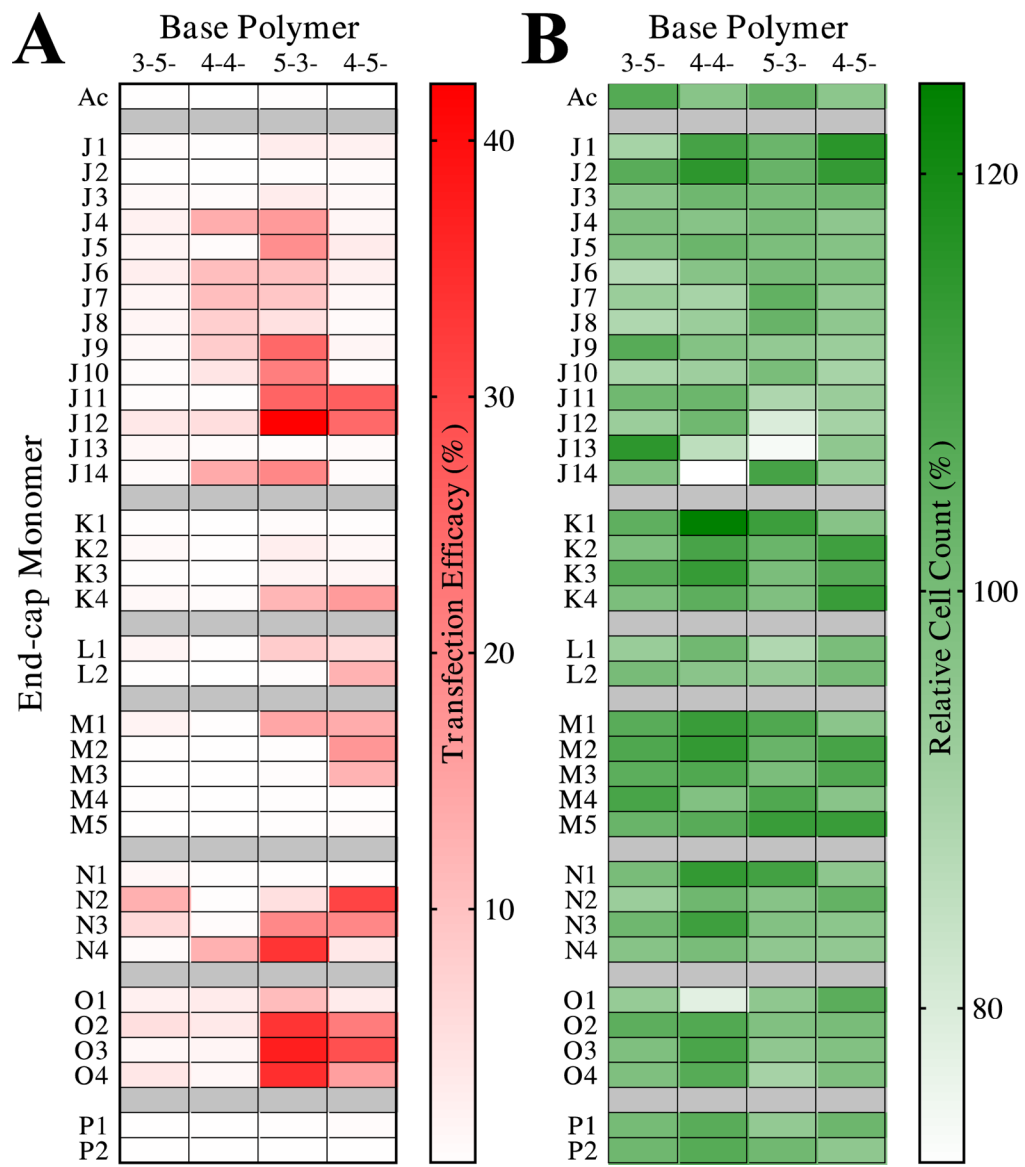 A
Base Polymer
3-5- 4-4- 5-3- 4-5-
B
Base Polymer
3-5- 4-4- 5-3- 4-5-
End-cap Monomer
Ac
J1
J2
J3
J4
J5
J6
J7
J8
J9
J10
J11
J12
J13
J14
K1
K2
K3
K4
L1
L2
M1
M2
M3
M4
M5
N1
N2
N3
N4
O1
O2
O3
O4
P1
P2
Transfection Efficacy (%)
40
30
20
10
Ac
J1
J2
J3
J4
J5
J6
J7
J8
J9
J10
J11
J12
J13
J14
K1
K2
K3
K4
L1
L2
M1
M2
M3
M4
M5
N1
N2
N3
N4
O1
O2
O3
O4
P1
P2
Relative Cell Count (%)
120
100
80